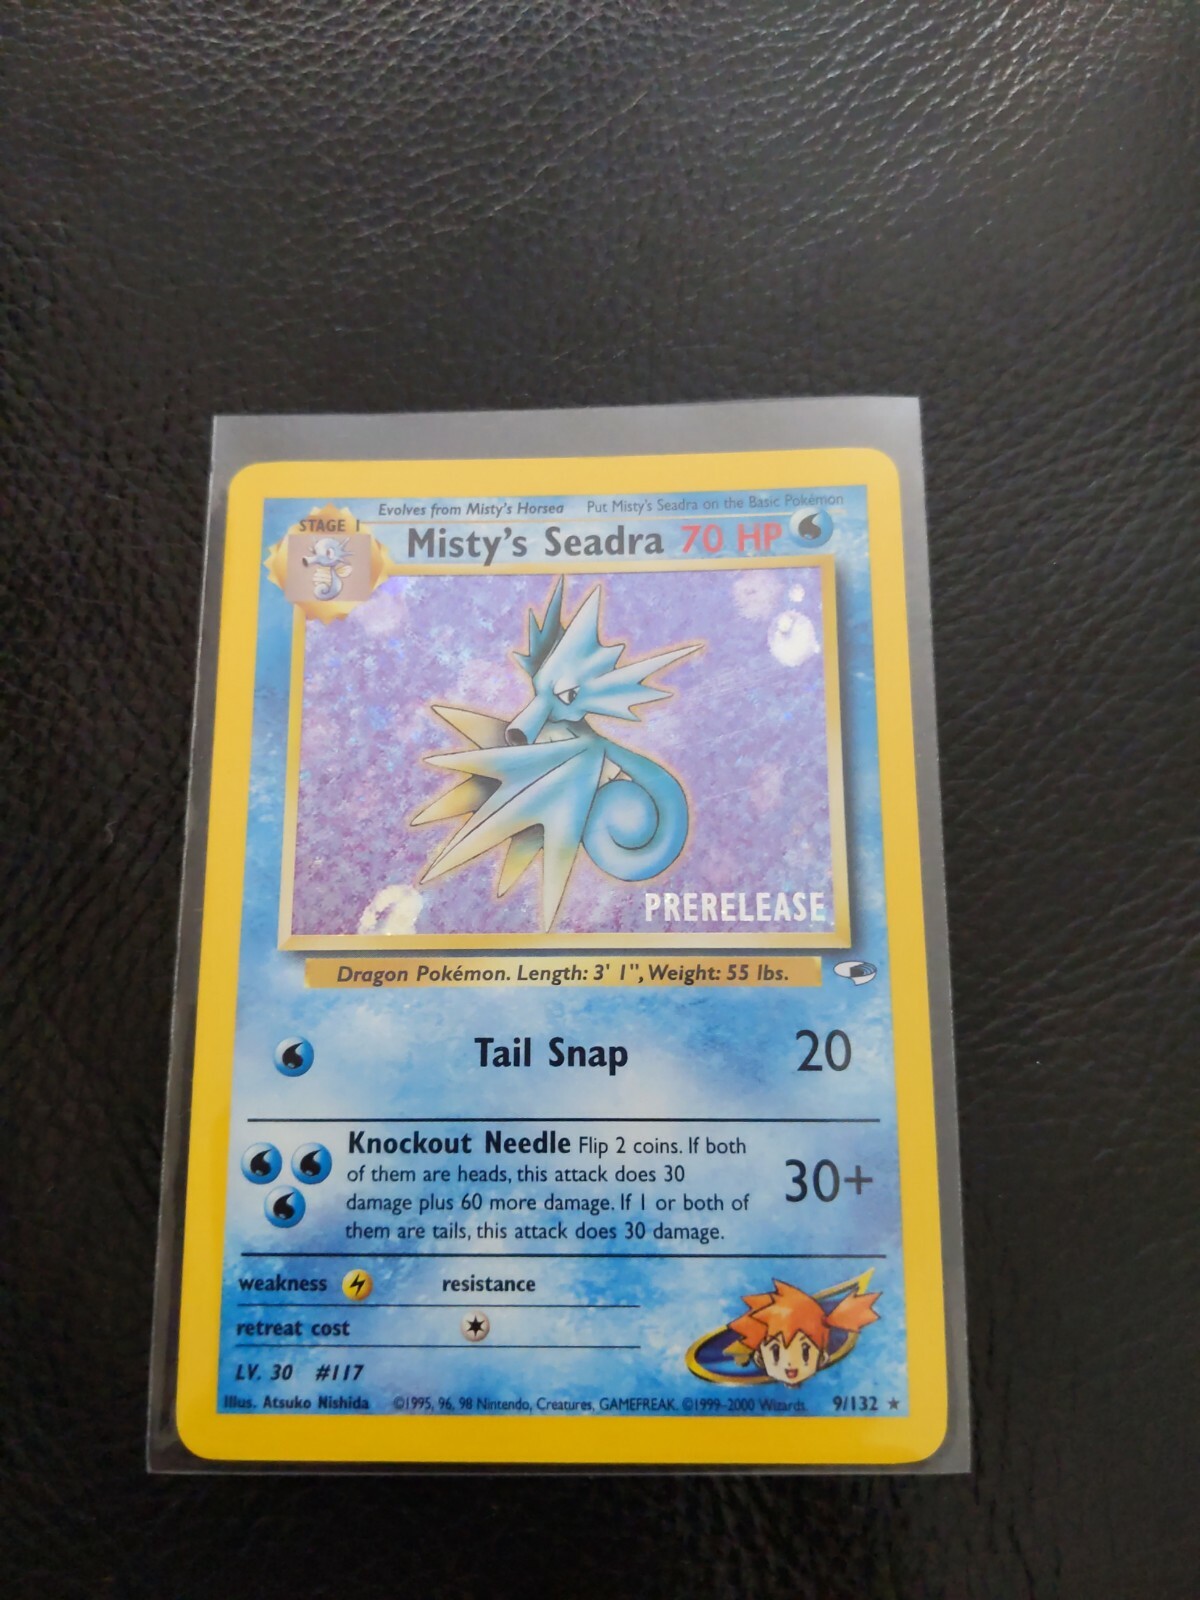 Evolves from Misty's Horsea Put Misty's Seadra on the Basic Pokémon
STAGE 1
Misty's Seadra 70 HP
PRERELEASE
Dragon Pokémon. Length: 3' 1", Weight: 55 lbs.
Tail Snap 20
Knockout Needle Flip 2 coins. If both
of them are heads, this attack does 30
damage plus 60 more damage. If 1 or both of
them are tails, this attack does 30 damage.
30+
weakness resistance
retreat cost
LV. 30 #117
Illus. Atsuko Nishida ©1995, 96, 98 Nintendo, Creatures, GAMEFREAK. ©1999-2000 Wizards. 9/132 ★